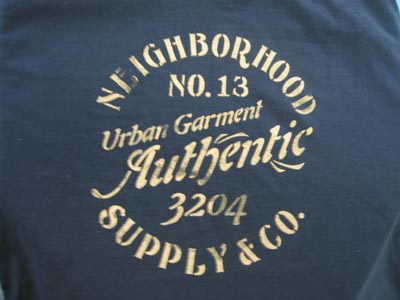 NEIGHBORHOOD
NO. 13
Urban Garment
Authentic
3204
SUPPLY & CO.